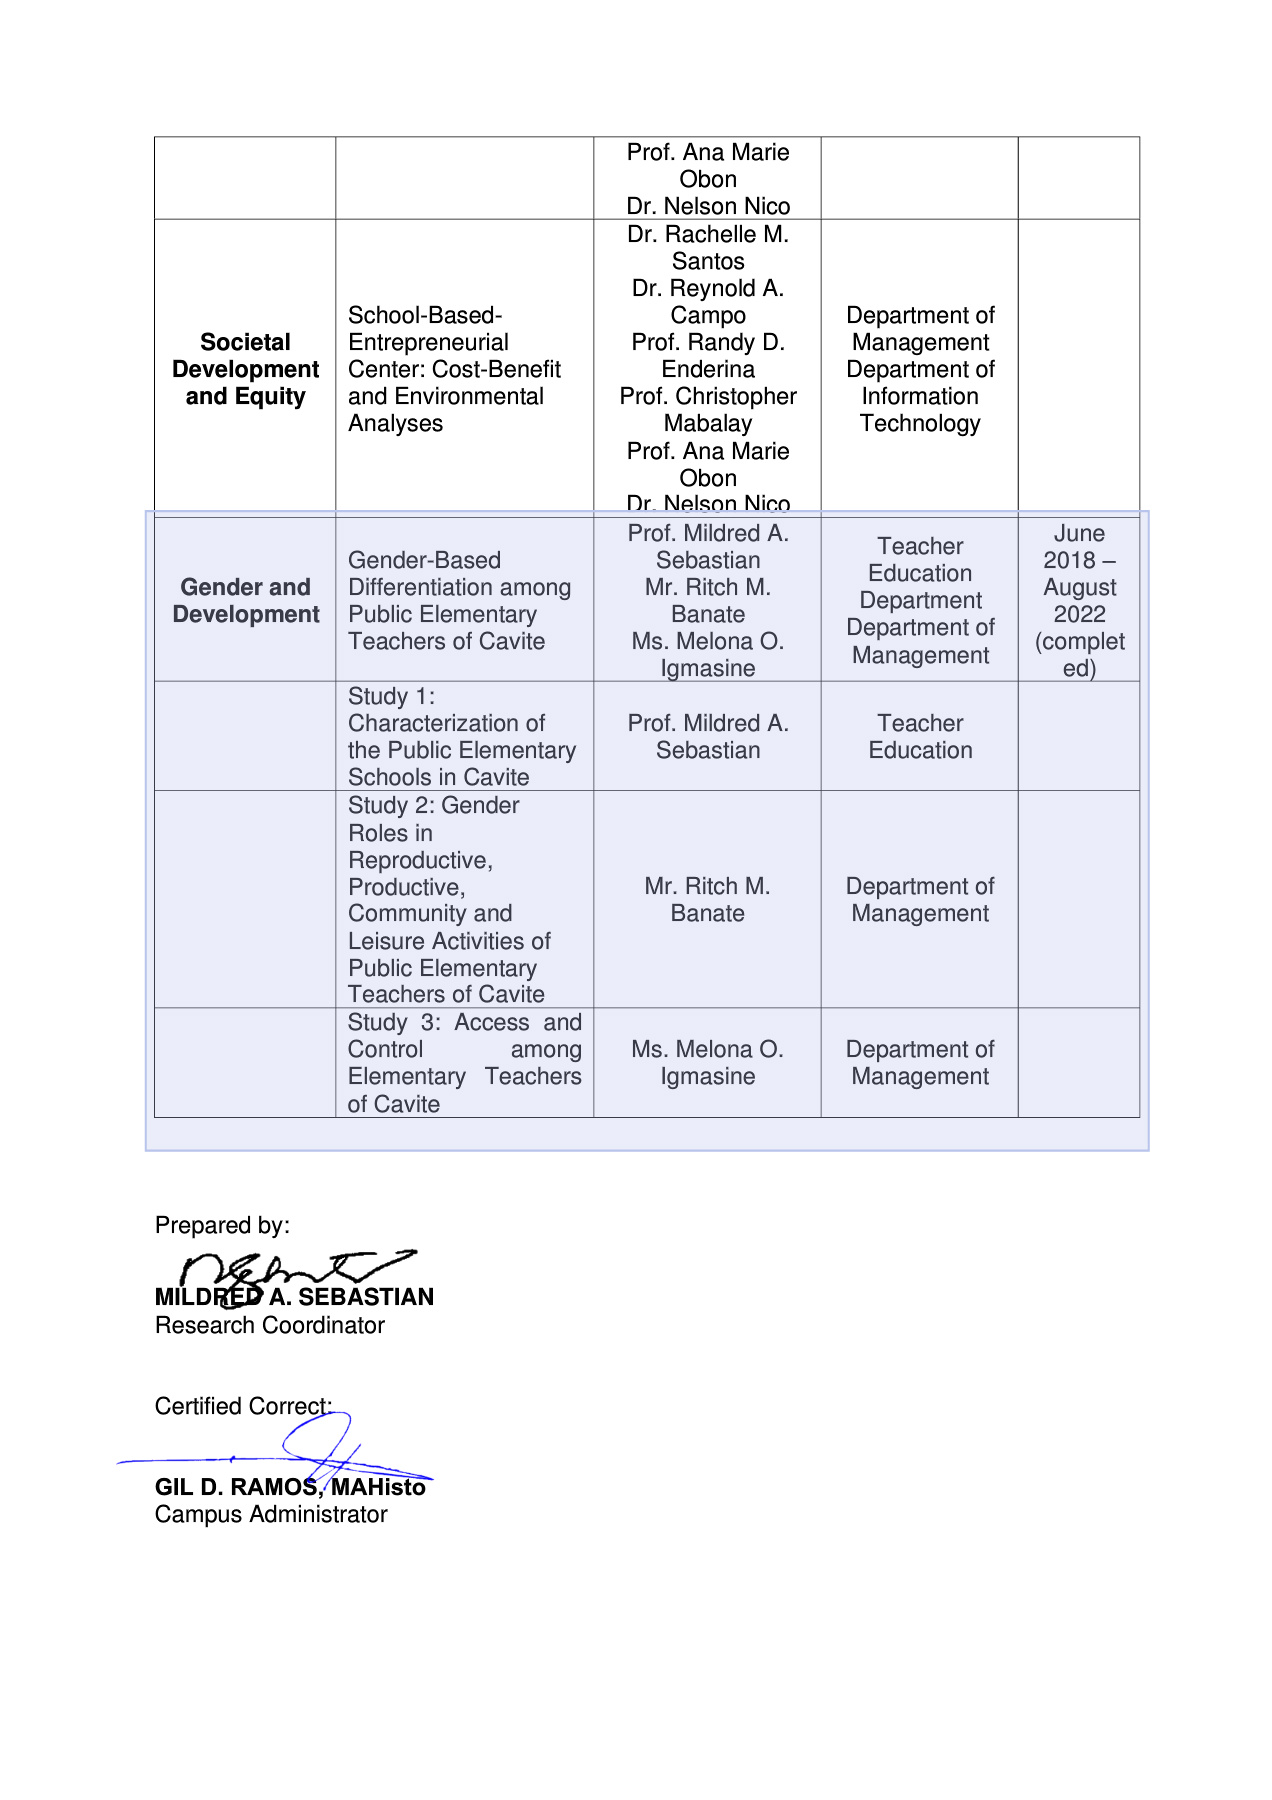 Prof. Ana Marie
Obon
Dr. Nelson Nico
Societal
Development
and Equity
School-Based-
Entrepreneurial
Center: Cost-Benefit
and Environmental
Analyses
Dr. Rachelle M.
Santos
Dr. Reynold A.
Campo
Prof. Randy D.
Enderina
Prof. Christopher
Mabalay
Prof. Ana Marie
Obon
Dr. Nelson Nico
Department of
Management
Department of
Information
Technology
Gender and
Development
Gender-Based
Differentiation among
Public Elementary
Teachers of Cavite
Prof. Mildred A.
Sebastian
Mr. Ritch M.
Banate
Ms. Melona O.
Igmasine
Teacher
Education
Department
Department of
Management
June
2018 –
August
2022
(complet
ed)
Study 1:
Characterization of
the Public Elementary
Schools in Cavite
Prof. Mildred A.
Sebastian
Teacher
Education
Study 2: Gender
Roles in
Reproductive,
Productive,
Community and
Leisure Activities of
Public Elementary
Teachers of Cavite
Mr. Ritch M.
Banate
Department of
Management
Study 3: Access and
Control among
Elementary Teachers
of Cavite
Ms. Melona O.
Igmasine
Department of
Management
Prepared by:
MILDRED A. SEBASTIAN
Research Coordinator
Certified Correct:
GIL D. RAMOS, MAHisto
Campus Administrator